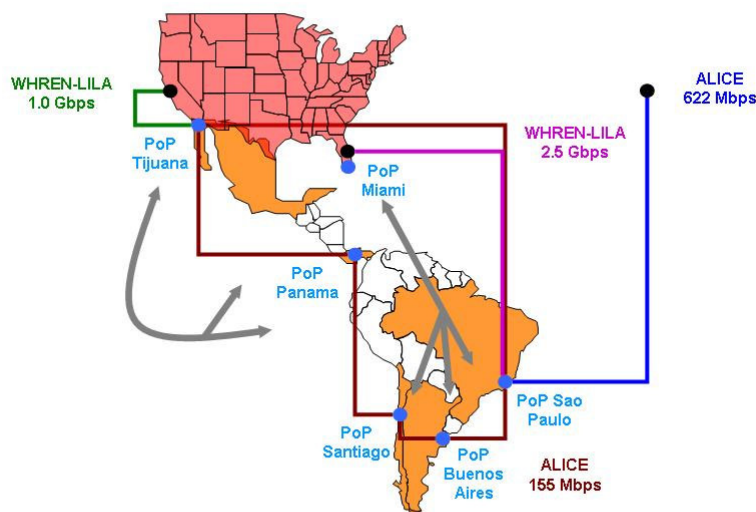 WHREN-LILA
1.0 Gbps
ALICE
622 Mbps
PoP
Tijuana
WHREN-LILA
2.5 Gbps
PoP
Miami
PoP
Panama
PoP Sao
Paulo
PoP
Santiago
PoP
Buenos
Aires
ALICE
155 Mbps